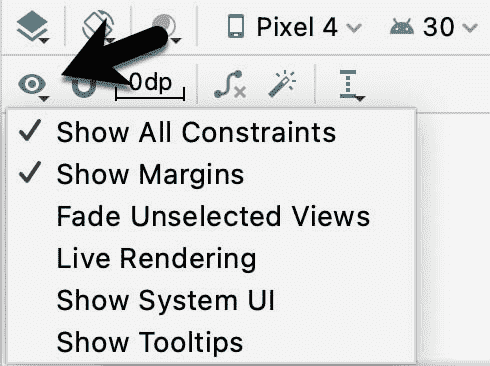 Pixel 4 30
0dp
Show All Constraints
Show Margins
Fade Unselected Views
Live Rendering
Show System UI
Show Tooltips